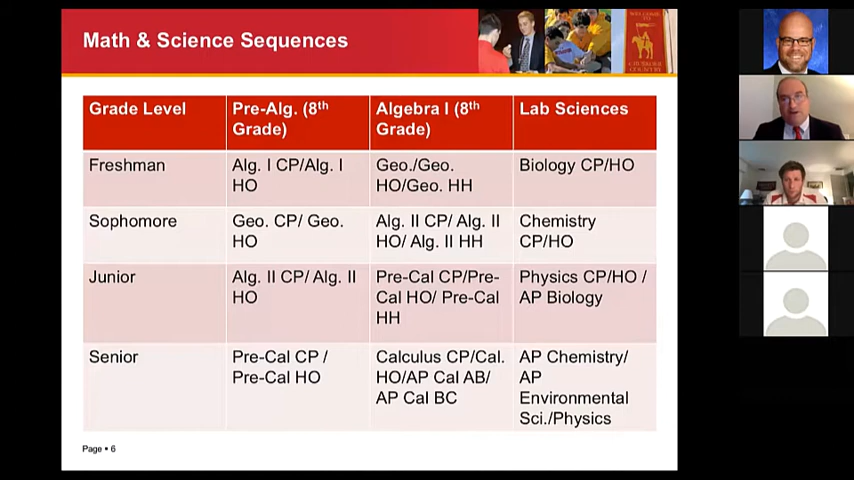 Math & Science Sequences
WELCOME TO
COUNTRY
Grade Level
Pre-Alg. (8th
Grade)
Algebra I (8th
Grade)
Lab Sciences
Freshman
Alg. I CP/Alg. I
HO
Geo./Geo.
HO/Geo. HH
Biology CP/HO
Sophomore
Geo. CP/ Geo.
HO
Alg. II CP/ Alg. II
HO/ Alg. II HH
Chemistry
CP/HO
Junior
Alg. II CP/ Alg. II
HO
Pre-Cal CP/Pre-
Cal HO/ Pre-Cal
HH
Physics CP/HO /
AP Biology
Senior
Pre-Cal CP /
Pre-Cal HO
Calculus CP/Cal.
HO/AP Cal AB/
AP Cal BC
AP Chemistry/
AP
Environmental
Sci./Physics
Page ▪ 6